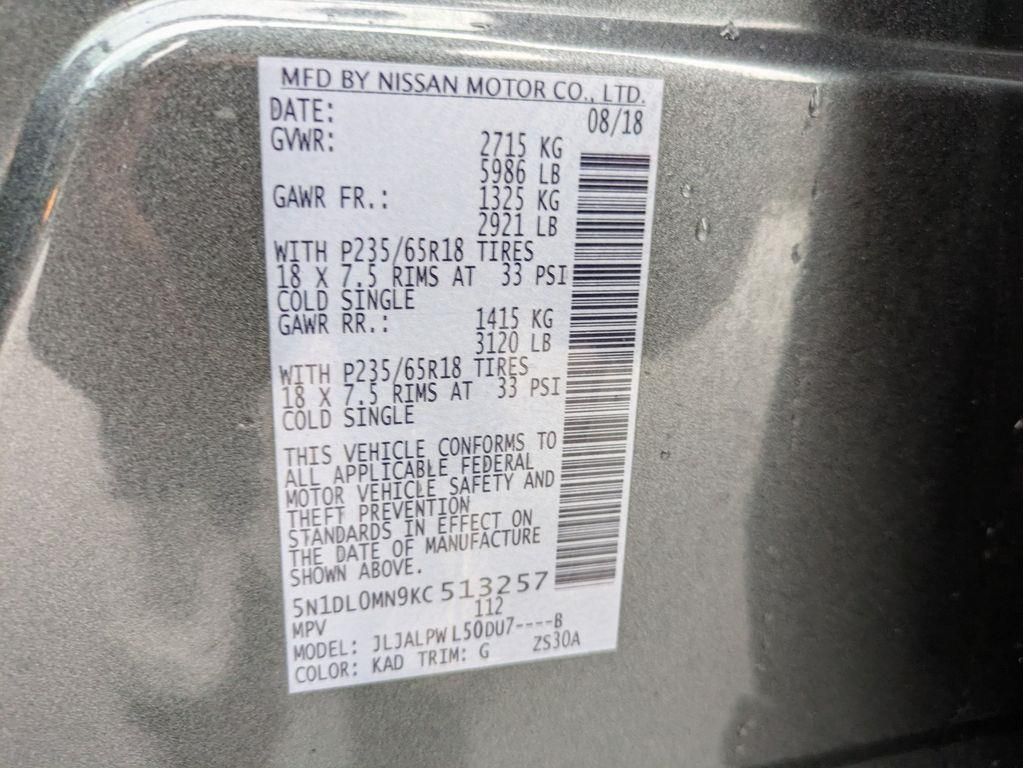 MFD BY NISSAN MOTOR CO., LTD.
DATE: 08/18
GVWR: 2715 KG
5986 LB
GAWR FR.: 1325 KG
2921 LB
WITH P235/65R18 TIRES
18 X 7.5 RIMS AT 33 PSI
COLD SINGLE
GAWR RR.: 1415 KG
3120 LB
WITH P235/65R18 TIRES
18 X 7.5 RIMS AT 33 PSI
COLD SINGLE
THIS VEHICLE CONFORMS TO
ALL APPLICABLE FEDERAL
MOTOR VEHICLE SAFETY AND
THEFT PREVENTION
STANDARDS IN EFFECT ON
THE DATE OF MANUFACTURE
SHOWN ABOVE.
5N1DL0MN9KC513257
MPV 112
MODEL: JLJALPWL50DU7----B
COLOR: KAD TRIM: G ZS30A